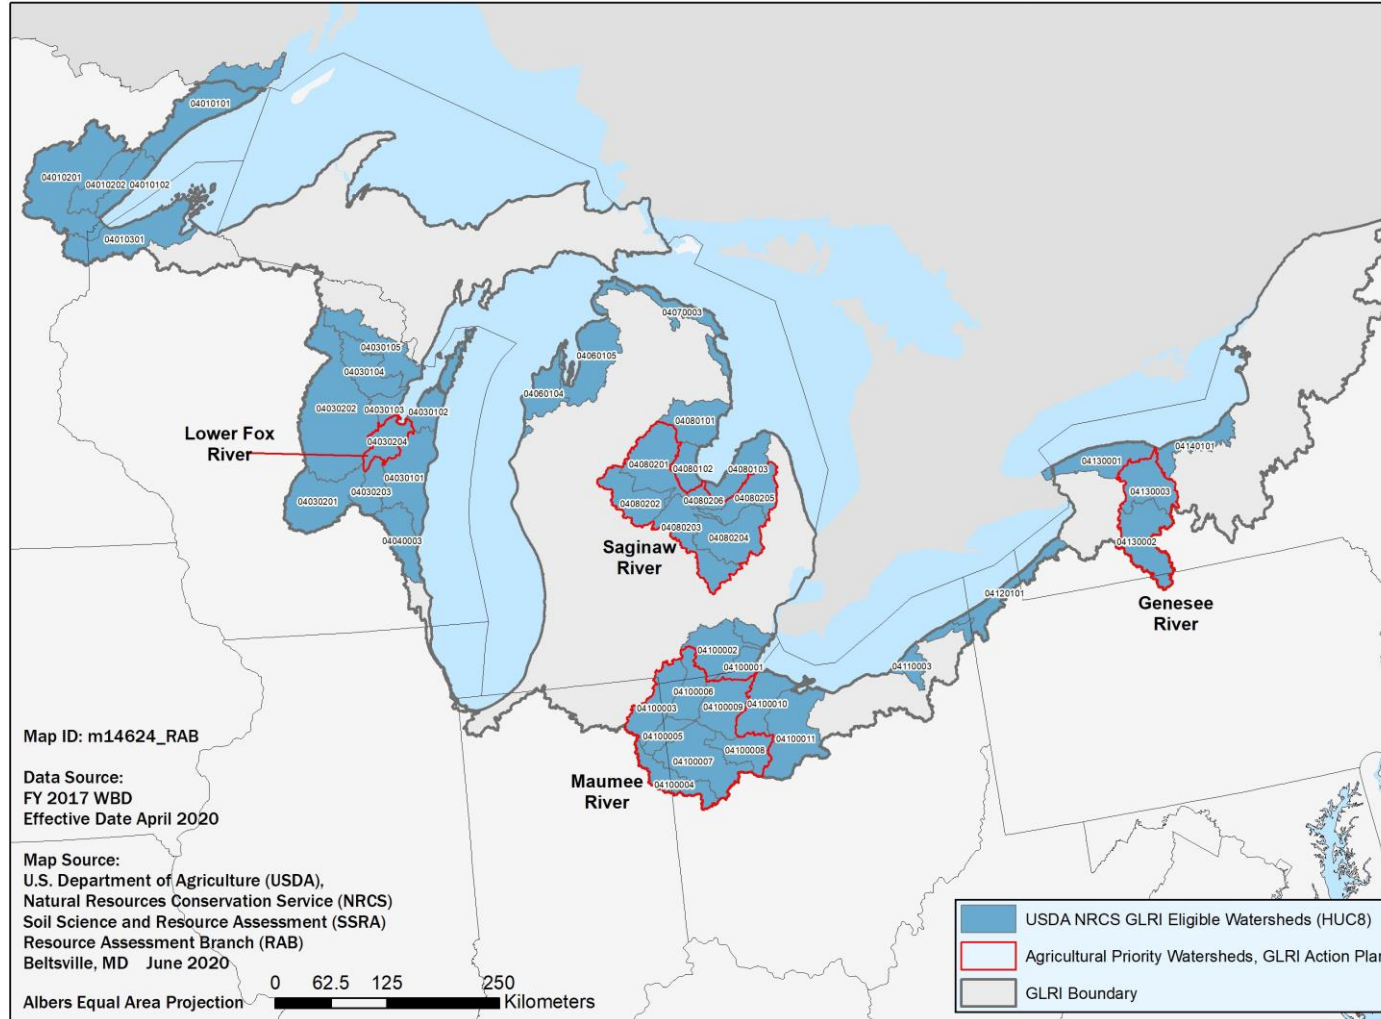 04010101
04010201
04010202
04010102
04010301
04070003
04030105
04060105
04030104
04060104
04030202
04030103
04030102
04080101
Lower Fox
River
04030204
04140101
04130001
04080201
04080102
04080103
04030101
04030203
04030201
04080202
04080206
04080205
04130003
04080203
04080204
04040003
04130002
Saginaw
River
04120101
Genesee
River
04100002
04100001
04110003
04100006
04100003
04100009
04100010
04100005
04100011
04100008
04100007
04100004
Maumee
River
Map ID: m14624_RAB
Data Source:
FY 2017 WBD
Effective Date April 2020
Map Source:
U.S. Department of Agriculture (USDA),
Natural Resources Conservation Service (NRCS)
Soil Science and Resource Assessment (SSRA)
Resource Assessment Branch (RAB)
Beltsville, MD June 2020
Albers Equal Area Projection
0 62.5 125 250
Kilometers
USDA NRCS GLRI Eligible Watersheds (HUC8)
Agricultural Priority Watersheds, GLRI Action Plan
GLRI Boundary